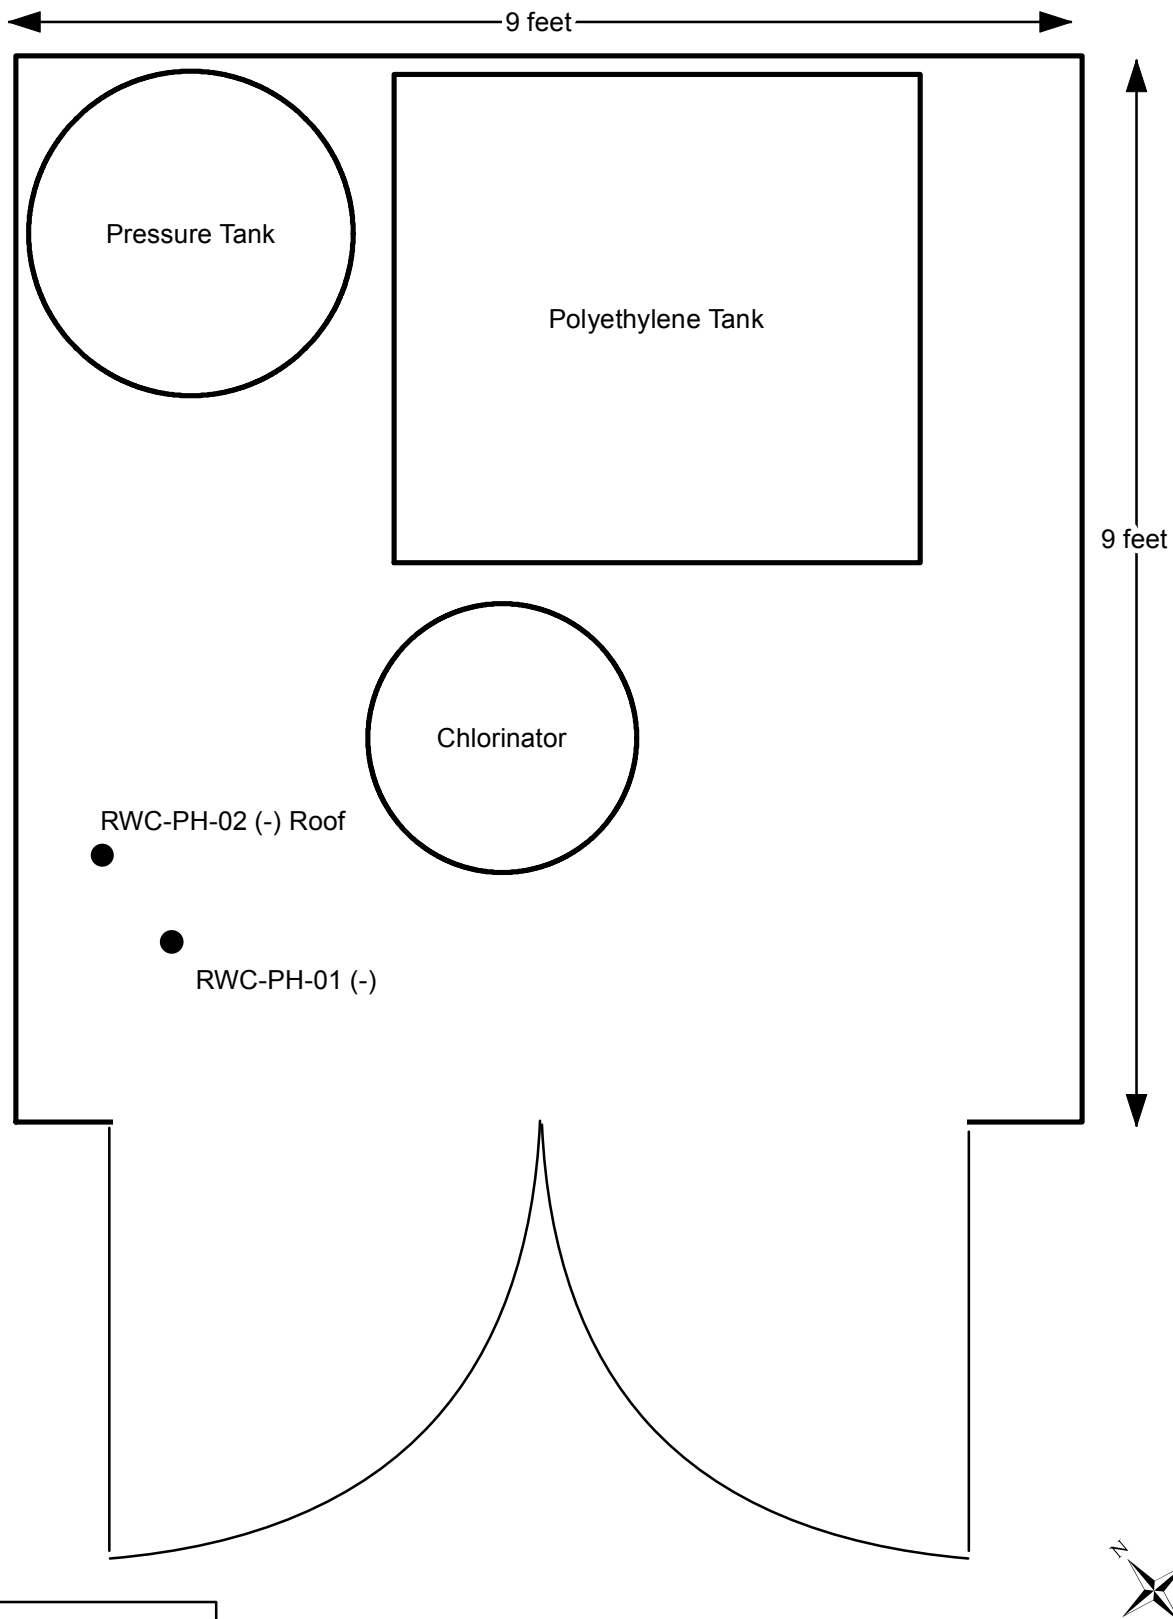 9 feet
Pressure Tank
Polyethylene Tank
9 feet
Chlorinator
RWC-PH-02 (-) Roof
RWC-PH-01 (-)
N